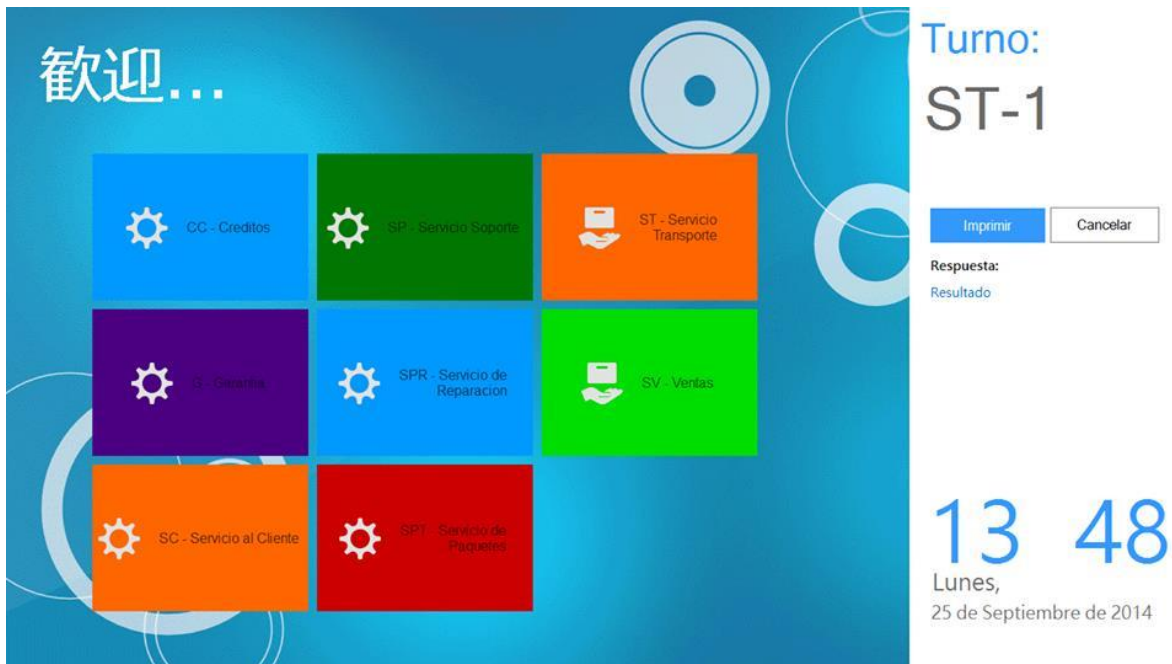 歓迎...
CC - Creditos
SP - Servicio Soporte
ST - Servicio
Transporte
G - Garantia
SPR - Servicio de
Reparacion
SV - Ventas
SC - Servicio al Cliente
SPT - Servicio de
Paquetes
Turno:
ST-1
Imprimir
Cancelar
Respuesta:
Resultado
13 48
Lunes,
25 de Septiembre de 2014